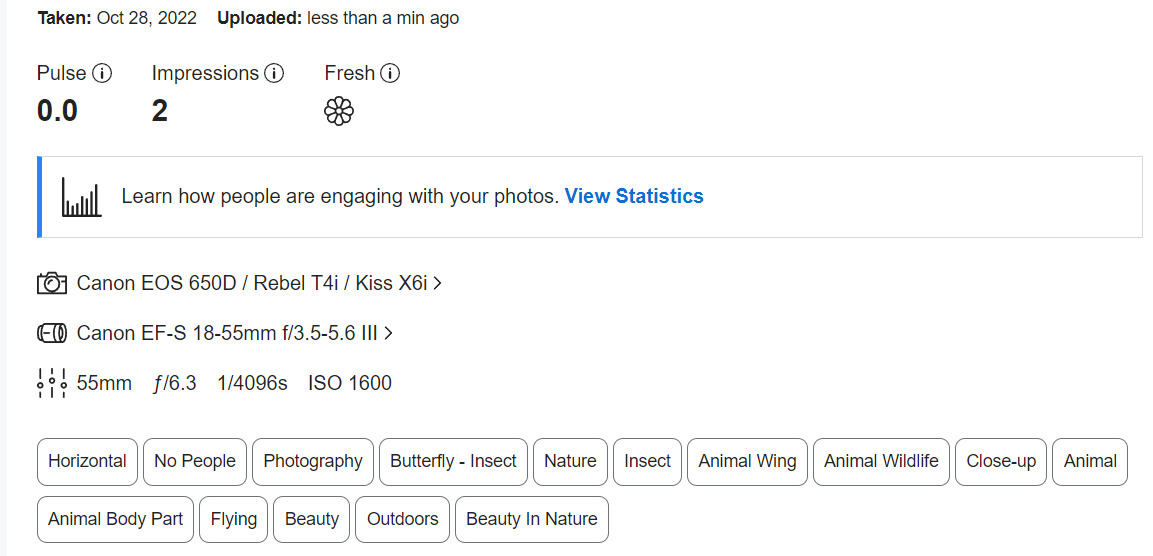 Taken: Oct 28, 2022 Uploaded: less than a min ago
Pulse Impressions Fresh
0.0 2
Learn how people are engaging with your photos. View Statistics
Canon EOS 650D / Rebel T4i / Kiss X6i >
Canon EF-S 18-55mm f/3.5-5.6 III >
55mm ƒ/6.3 1/4096s ISO 1600
Horizontal No People Photography Butterfly - Insect Nature Insect Animal Wing Animal Wildlife Close-up Animal
Animal Body Part Flying Beauty Outdoors Beauty In Nature